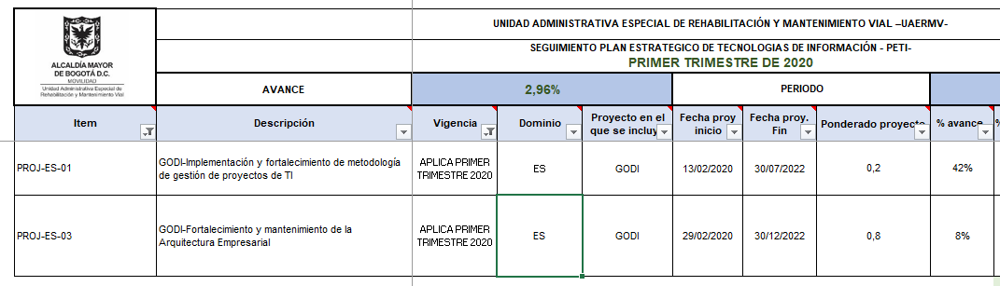 UNIDAD ADMINISTRATIVA ESPECIAL DE REHABILITACIÓN Y MANTENIMIENTO VIAL –UAERMV-
SEGUIMIENTO PLAN ESTRATEGICO DE TECNOLOGIAS DE INFORMACIÓN - PETI-
PRIMER TRIMESTRE DE 2020
ALCALDÍA MAYOR
DE BOGOTÁ D.C.
MOVILIDAD
Unidad Administrativa Especial de
Rehabilitación y Mantenimiento Vial
AVANCE 2,96% PERIODO
Item Descripción Vigencia Dominio Proyecto en el que se incluy Fecha proy inicio Fecha proy. Fin Ponderado proyecto % avance %
PROJ-ES-01
GODI-Implementación y fortalecimiento de metodología
de gestión de proyectos de TI
APLICA PRIMER
TRIMESTRE 2020
ES GODI 13/02/2020 30/07/2022 0,2 42%
PROJ-ES-03
GODI-Fortalecimiento y mantenimiento de la
Arquitectura Empresarial
APLICA PRIMER
TRIMESTRE 2020
ES GODI 29/02/2020 30/12/2022 0,8 8%